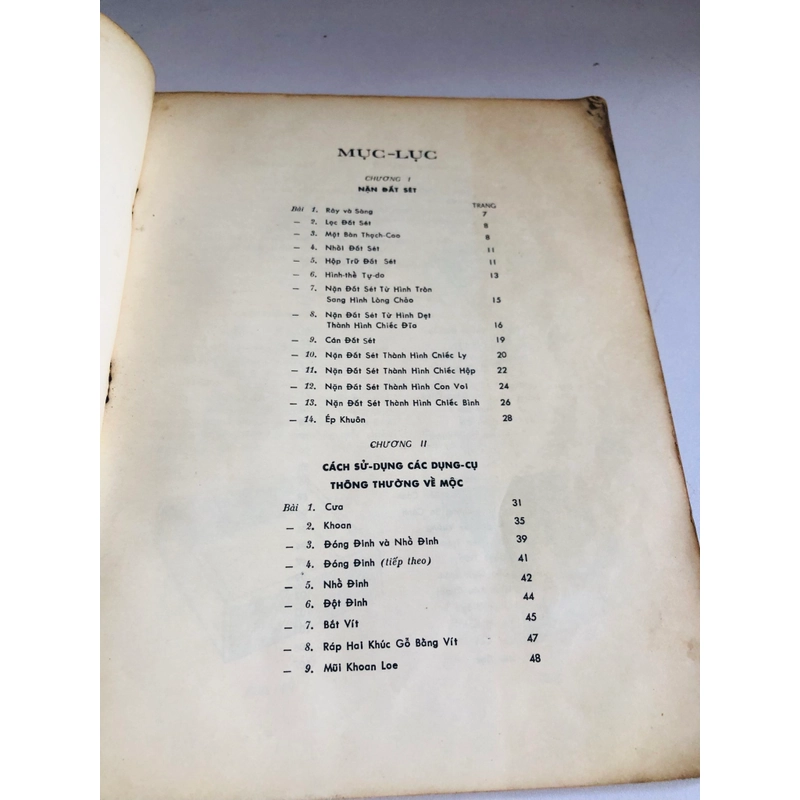 MỤC-LỤC
CHƯƠNG I
NẶN ĐẤT SÉT
TRANG
Bài 1. Rây và Sàng 7
— 2. Lọc Đất Sét 8
— 3. Mặt Bàn Thạch-Cao 8
— 4. Nhồi Đất Sét 11
— 5. Hộp Trữ Đất Sét 11
— 6. Hình-thể Tự-do 13
— 7. Nặn Đất Sét Từ Hình Tròn
Sang Hình Lòng Chảo 15
— 8. Nặn Đất Sét Từ Hình Dẹt
Thành Hình Chiếc Đĩa 16
— 9. Cán Đất Sét 19
— 10. Nặn Đất Sét Thành Hình Chiếc Ly 20
— 11. Nặn Đất Sét Thành Hình Chiếc Hộp 22
— 12. Nặn Đất Sét Thành Hình Con Voi 24
— 13. Nặn Đất Sét Thành Hình Chiếc Bình 26
— 14. Ép Khuôn 28
CHƯƠNG II
CÁCH SỬ-DỤNG CÁC DỤNG-CỤ
THÔNG THƯỜNG VỀ MỘC
Bài 1. Cưa 31
— 2. Khoan 35
— 3. Đóng Đinh và Nhổ Đinh 39
— 4. Đóng Đinh (tiếp theo) 41
— 5. Nhổ Đinh 42
— 6. Đột Đinh 44
— 7. Bắt Vít 45
— 8. Ráp Hai Khúc Gỗ Bằng Vít 47
— 9. Mũi Khoan Loe 48